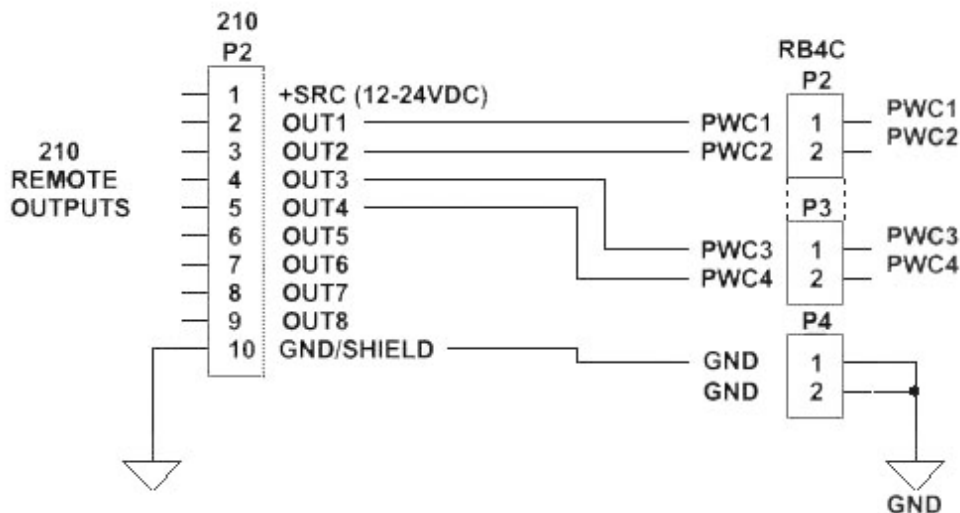 210
P2
1 +SRC (12-24VDC)
2 OUT1
3 OUT2
4 OUT3
5 OUT4
6 OUT5
7 OUT6
8 OUT7
9 OUT8
10 GND/SHIELD
210
REMOTE
OUTPUTS
RB4C
P2
PWC1 1 PWC1
PWC2 2 PWC2
P3
PWC3 1 PWC3
PWC4 2 PWC4
P4
GND 1
GND 2
GND